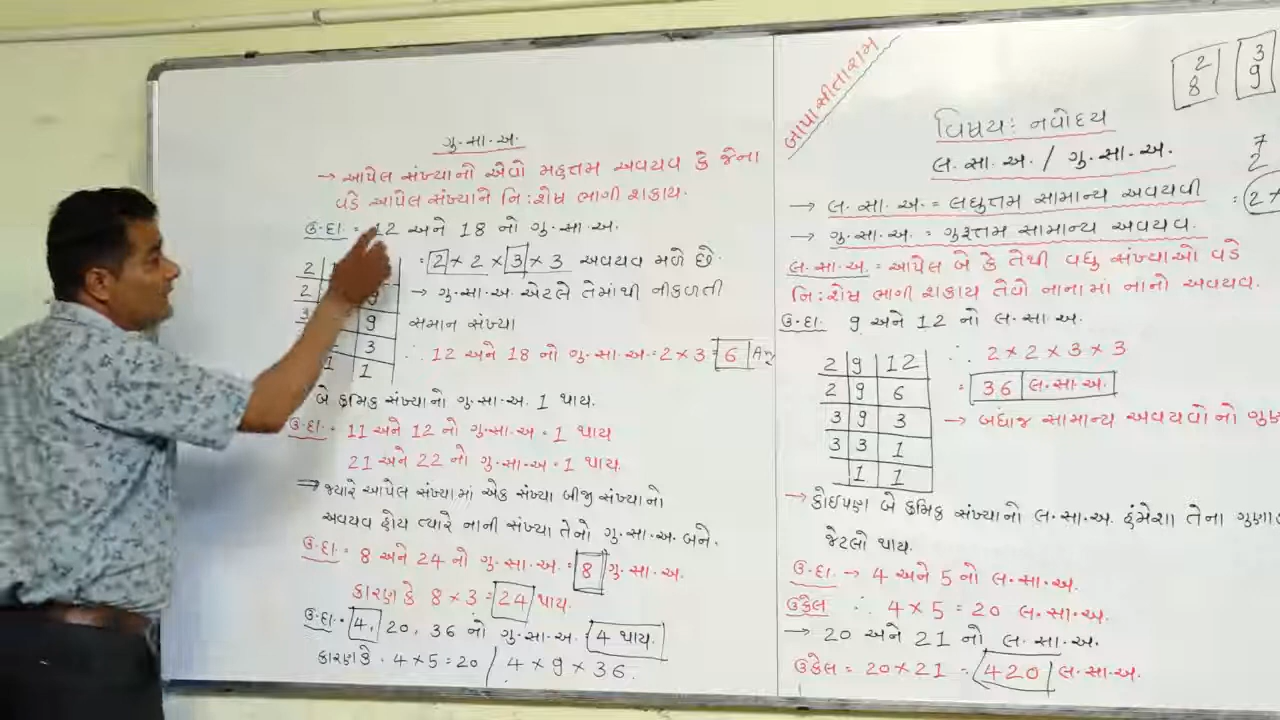 ગુ.સા.અ.
→ આપેલ સંખ્યાનો એવો મહત્તમ અવયવ કે જેના
વડે આપેલ સંખ્યાને નિ:શેષ ભાગી શકાય.
ઉ.દા. = 12 અને 18 નો ગુ.સા.અ.
= 2 × 2 × 3 × 3 અવયવ મળે છે.
→ ગુ.સા.અ. એટલે તેમાંથી નીકળતી
સમાન સંખ્યા
∴ 12 અને 18 નો ગુ.સા.અ. = 2 × 3 = 6 Ans
2
2
3 9
3
1 1
બે ક્રમિક સંખ્યાનો ગુ.સા.અ. 1 થાય.
ઉ.દા. = 11 અને 12 નો ગુ.સા.અ = 1 થાય
21 અને 22 નો ગુ.સા.અ = 1 થાય
⇒ જ્યારે આપેલ સંખ્યામાં એક સંખ્યા બીજી સંખ્યાનો
અવયવ હોય ત્યારે નાની સંખ્યા તેનો ગુ.સા.અ. બને.
ઉ.દા. = 8 અને 24 નો ગુ.સા.અ. = 8 ગુ.સા.અ.
કારણ કે 8 × 3 = 24 થાય.
ઉ.દા. 4, 20, 36 નો ગુ.સા.અ. 4 થાય.
કારણ કે. 4 × 5 = 20 / 4 × 9 × 36.
બાપા સીતારામ
2
8
3
9
વિષય: નવોદય
7
2
લ.સા.અ. / ગુ.સા.અ.
→ લ.સા.અ. = લઘુત્તમ સામાન્ય અવયવી
→ ગુ.સા.અ. = ગુરૂત્તમ સામાન્ય અવયવ.
લ.સા.અ. = આપેલ બે કે તેથી વધુ સંખ્યાઓ વડે
નિ:શેષ ભાગી શકાય તેવો નાનામાં નાનો અવયવ.
ઉ.દા. 9 અને 12 નો લ.સા.અ.
2 9 12
2 9 6
3 9 3
3 3 1
1 1
∴ 2 × 2 × 3 × 3
= 36 લ.સા.અ.
→ બધાંજ સામાન્ય અવયવોનો
→ કોઈપણ બે ક્રમિક સંખ્યાનો લ.સા.અ. હંમેશા તેના
જેટલો થાય.
ઉ.દા. → 4 અને 5 નો લ.સા.અ.
ઉકેલ ∴ 4 × 5 = 20 લ.સા.અ.
→ 20 અને 21 નો લ.સા.અ.
ઉકેલ = 20 × 21 = 420 લ.સા.અ.